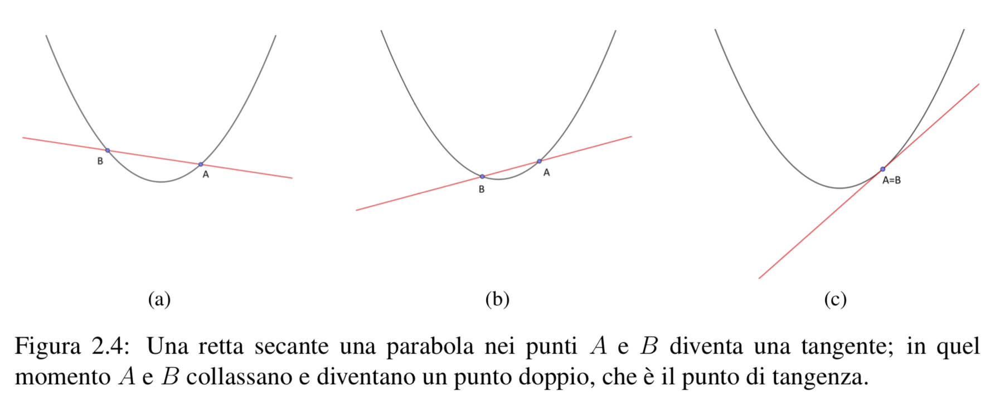 B
A
B
A
A=B
(a)
(b)
(c)
Figura 2.4: Una retta secante una parabola nei punti A e B diventa una tangente; in quel
momento A e B collassano e diventano un punto doppio, che è il punto di tangenza.